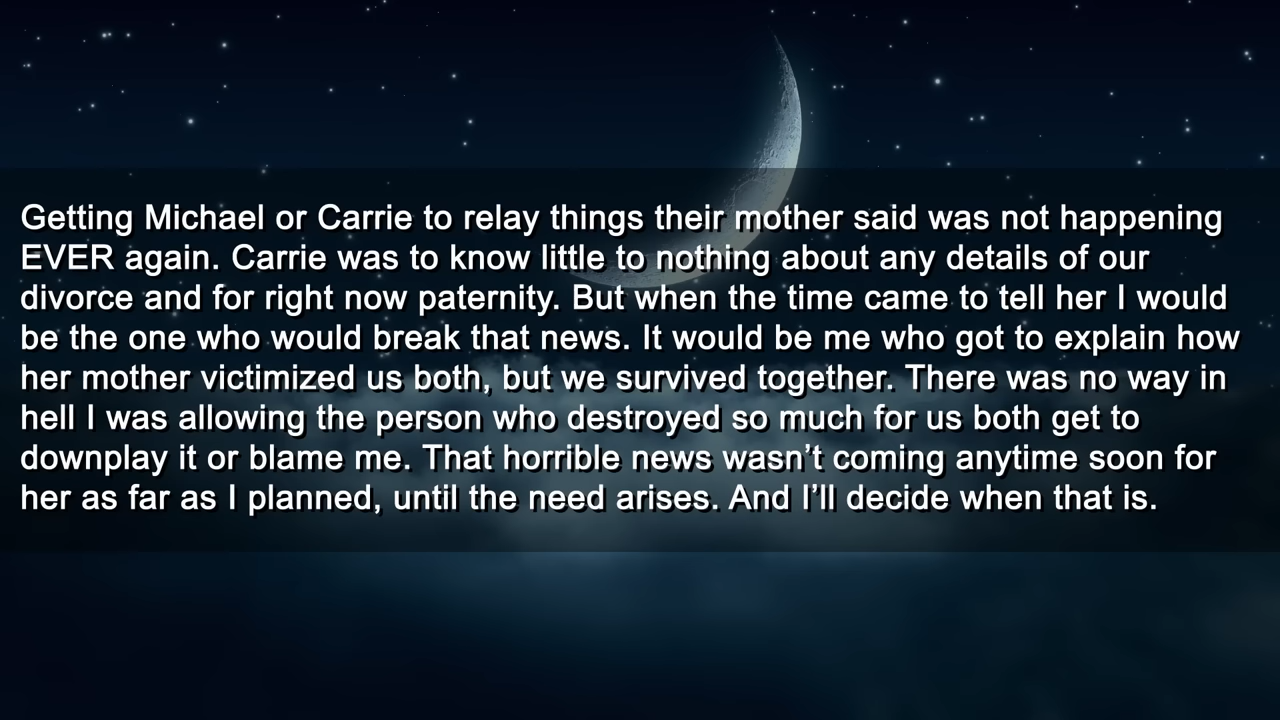 Getting Michael or Carrie to relay things their mother said was not happening
EVER again. Carrie was to know little to nothing about any details of our
divorce and for right now paternity. But when the time came to tell her I would
be the one who would break that news. It would be me who got to explain how
her mother victimized us both, but we survived together. There was no way in
hell I was allowing the person who destroyed so much for us both get to
downplay it or blame me. That horrible news wasn’t coming anytime soon for
her as far as I planned, until the need arises. And I’ll decide when that is.